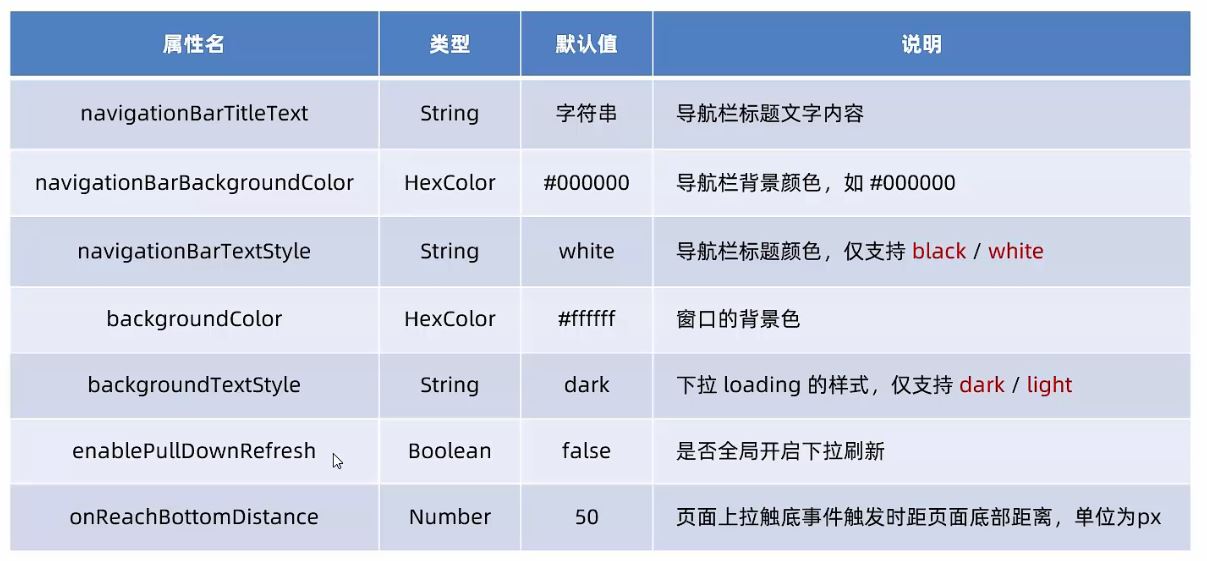 属性名 类型 默认值 说明
navigationBarTitleText String 字符串 导航栏标题文字内容
navigationBarBackgroundColor HexColor #000000 导航栏背景颜色，如 #000000
navigationBarTextStyle String white 导航栏标题颜色，仅支持 black / white
backgroundColor HexColor #ffffff 窗口的背景色
backgroundTextStyle String dark 下拉 loading 的样式，仅支持 dark / light
enablePullDownRefresh Boolean false 是否全局开启下拉刷新
onReachBottomDistance Number 50 页面上拉触底事件触发时距页面底部距离，单位为px